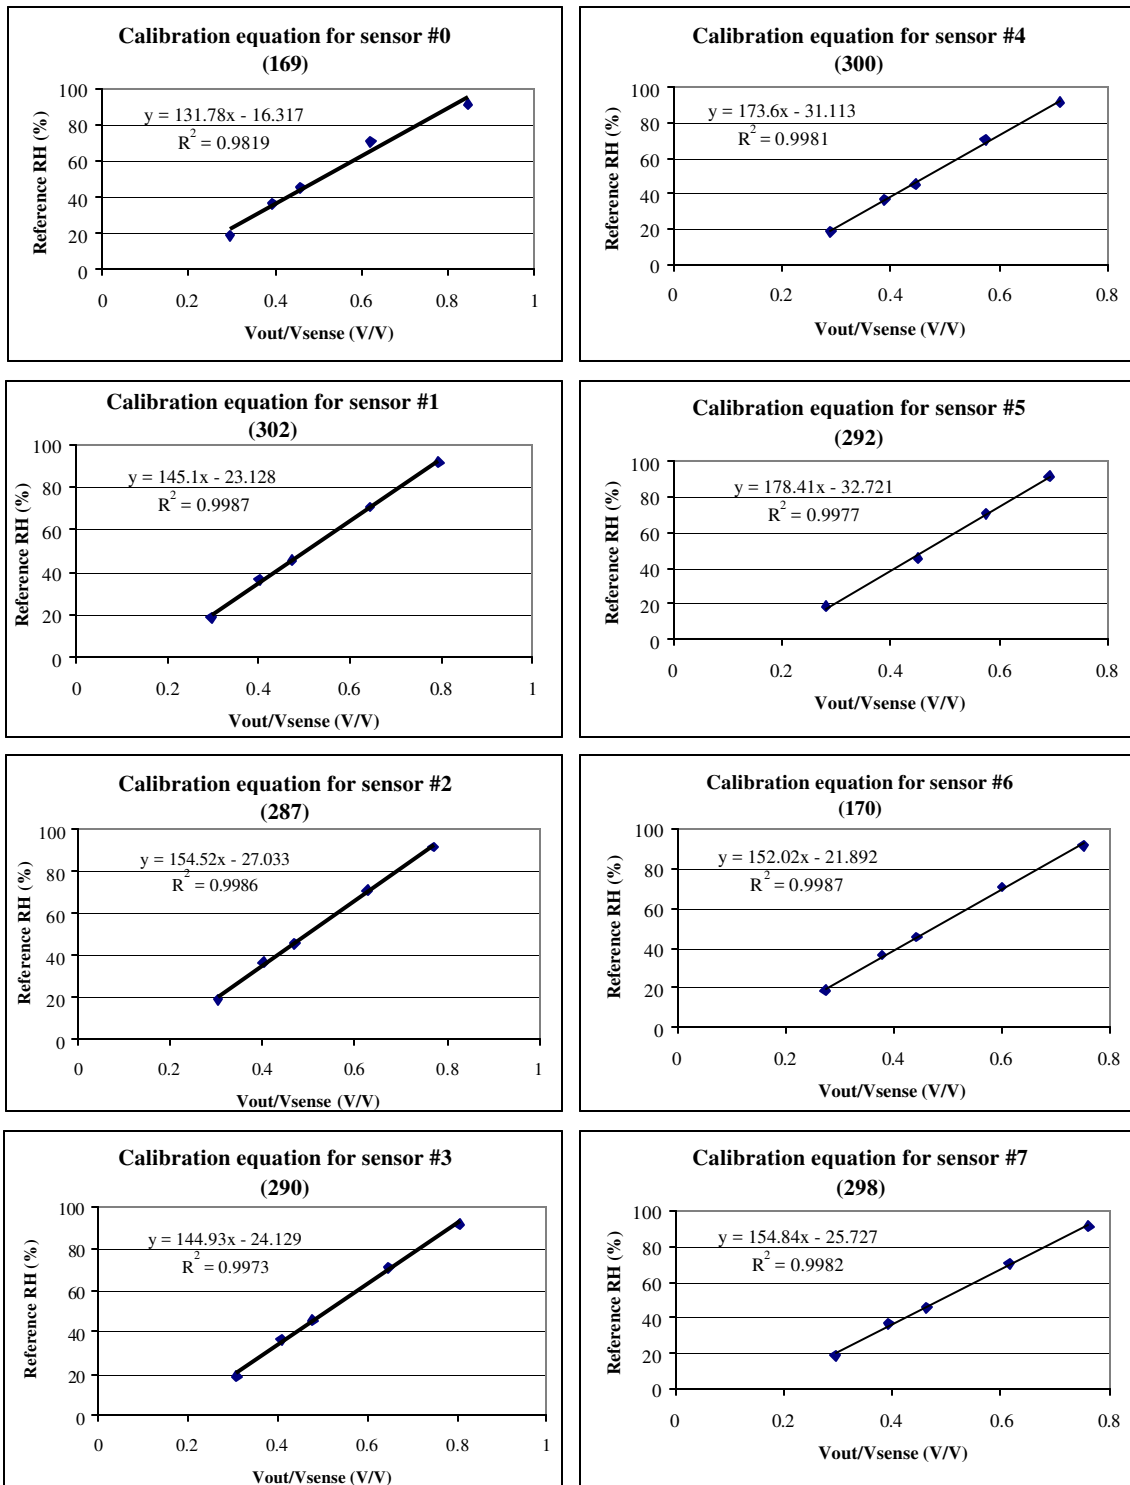 Calibration equation for sensor #0
(169)
y = 131.78x - 16.317
R2 = 0.9819
Reference RH (%)
100
80
60
40
20
0
0 0.2 0.4 0.6 0.8 1
Vout/Vsense (V/V)
Calibration equation for sensor #4
(300)
y = 173.6x - 31.113
R2 = 0.9981
Reference RH (%)
100
80
60
40
20
0
0 0.2 0.4 0.6 0.8
Vout/Vsense (V/V)
Calibration equation for sensor #1
(302)
y = 145.1x - 23.128
R2 = 0.9987
Reference RH (%)
100
80
60
40
20
0
0 0.2 0.4 0.6 0.8 1
Vout/Vsense (V/V)
Calibration equation for sensor #5
(292)
y = 178.41x - 32.721
R2 = 0.9977
Reference RH (%)
100
80
60
40
20
0
0 0.2 0.4 0.6 0.8
Vout/Vsense (V/V)
Calibration equation for sensor #2
(287)
y = 154.52x - 27.033
R2 = 0.9986
Reference RH (%)
100
80
60
40
20
0
0 0.2 0.4 0.6 0.8 1
Vout/Vsense (V/V)
Calibration equation for sensor #6
(170)
y = 152.02x - 21.892
R2 = 0.9987
Reference RH (%)
100
80
60
40
20
0
0 0.2 0.4 0.6 0.8
Vout/Vsense (V/V)
Calibration equation for sensor #3
(290)
y = 144.93x - 24.129
R2 = 0.9973
Reference RH (%)
100
80
60
40
20
0
0 0.2 0.4 0.6 0.8 1
Vout/Vsense (V/V)
Calibration equation for sensor #7
(298)
y = 154.84x - 25.727
R2 = 0.9982
Reference RH (%)
100
80
60
40
20
0
0 0.2 0.4 0.6 0.8
Vout/Vsense (V/V)